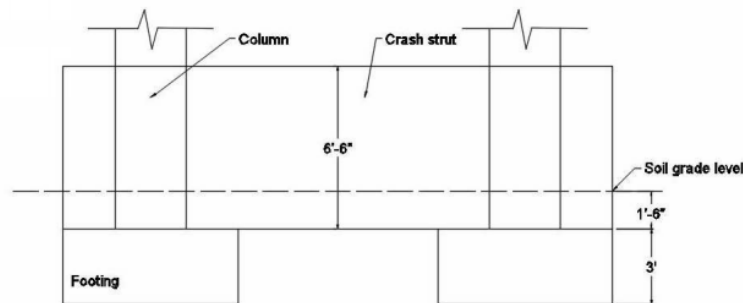 Column
Crash strut
6'-6"
Soil grade level
1'-6"
3'
Footing